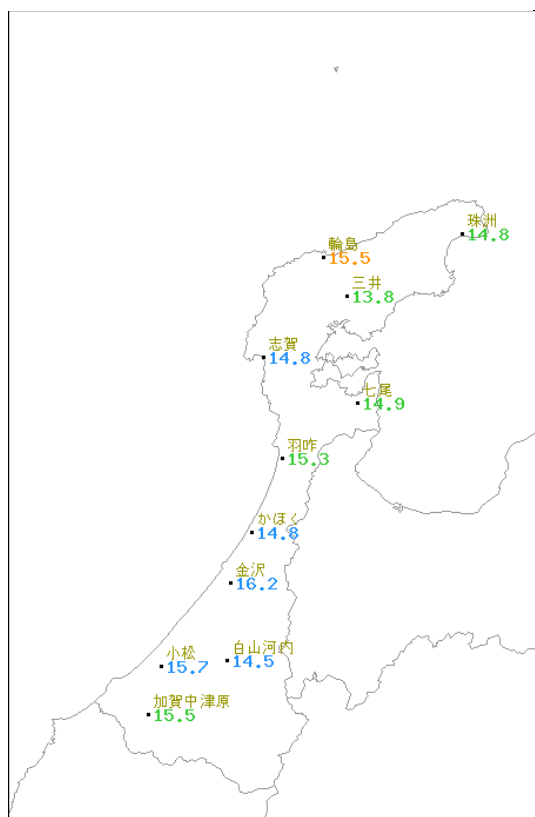 珠洲
14.8
輪島
15.5
三井
13.8
志賀
14.8
七尾
14.9
羽咋
15.3
かほく
14.8
金沢
16.2
白山河内
14.5
小松
15.7
加賀中津原
15.5